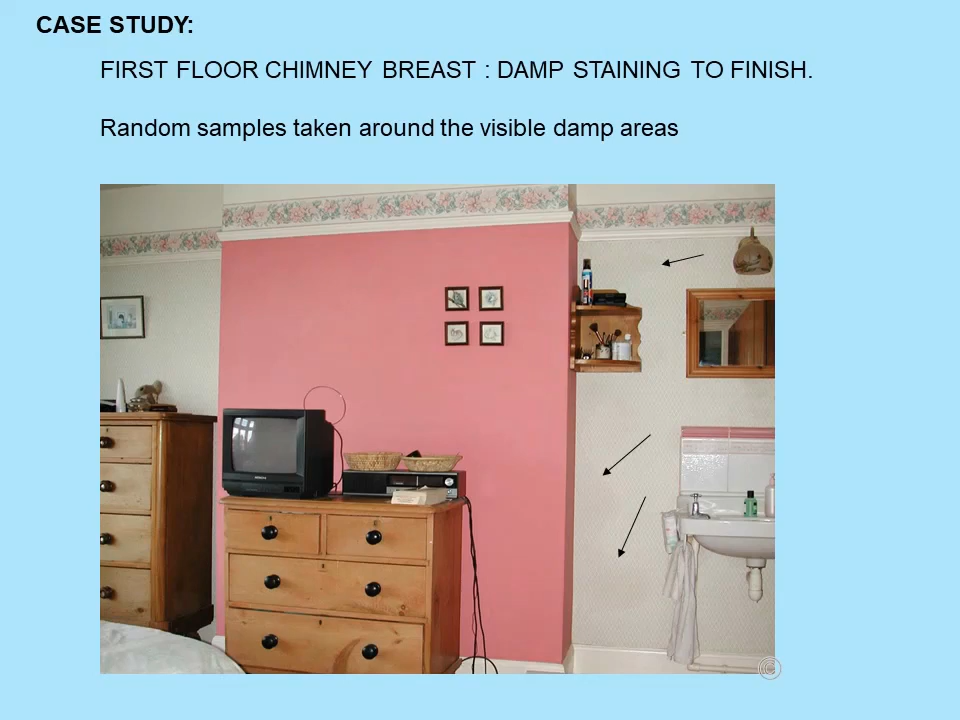 CASE STUDY:
FIRST FLOOR CHIMNEY BREAST : DAMP STAINING TO FINISH.
Random samples taken around the visible damp areas
©